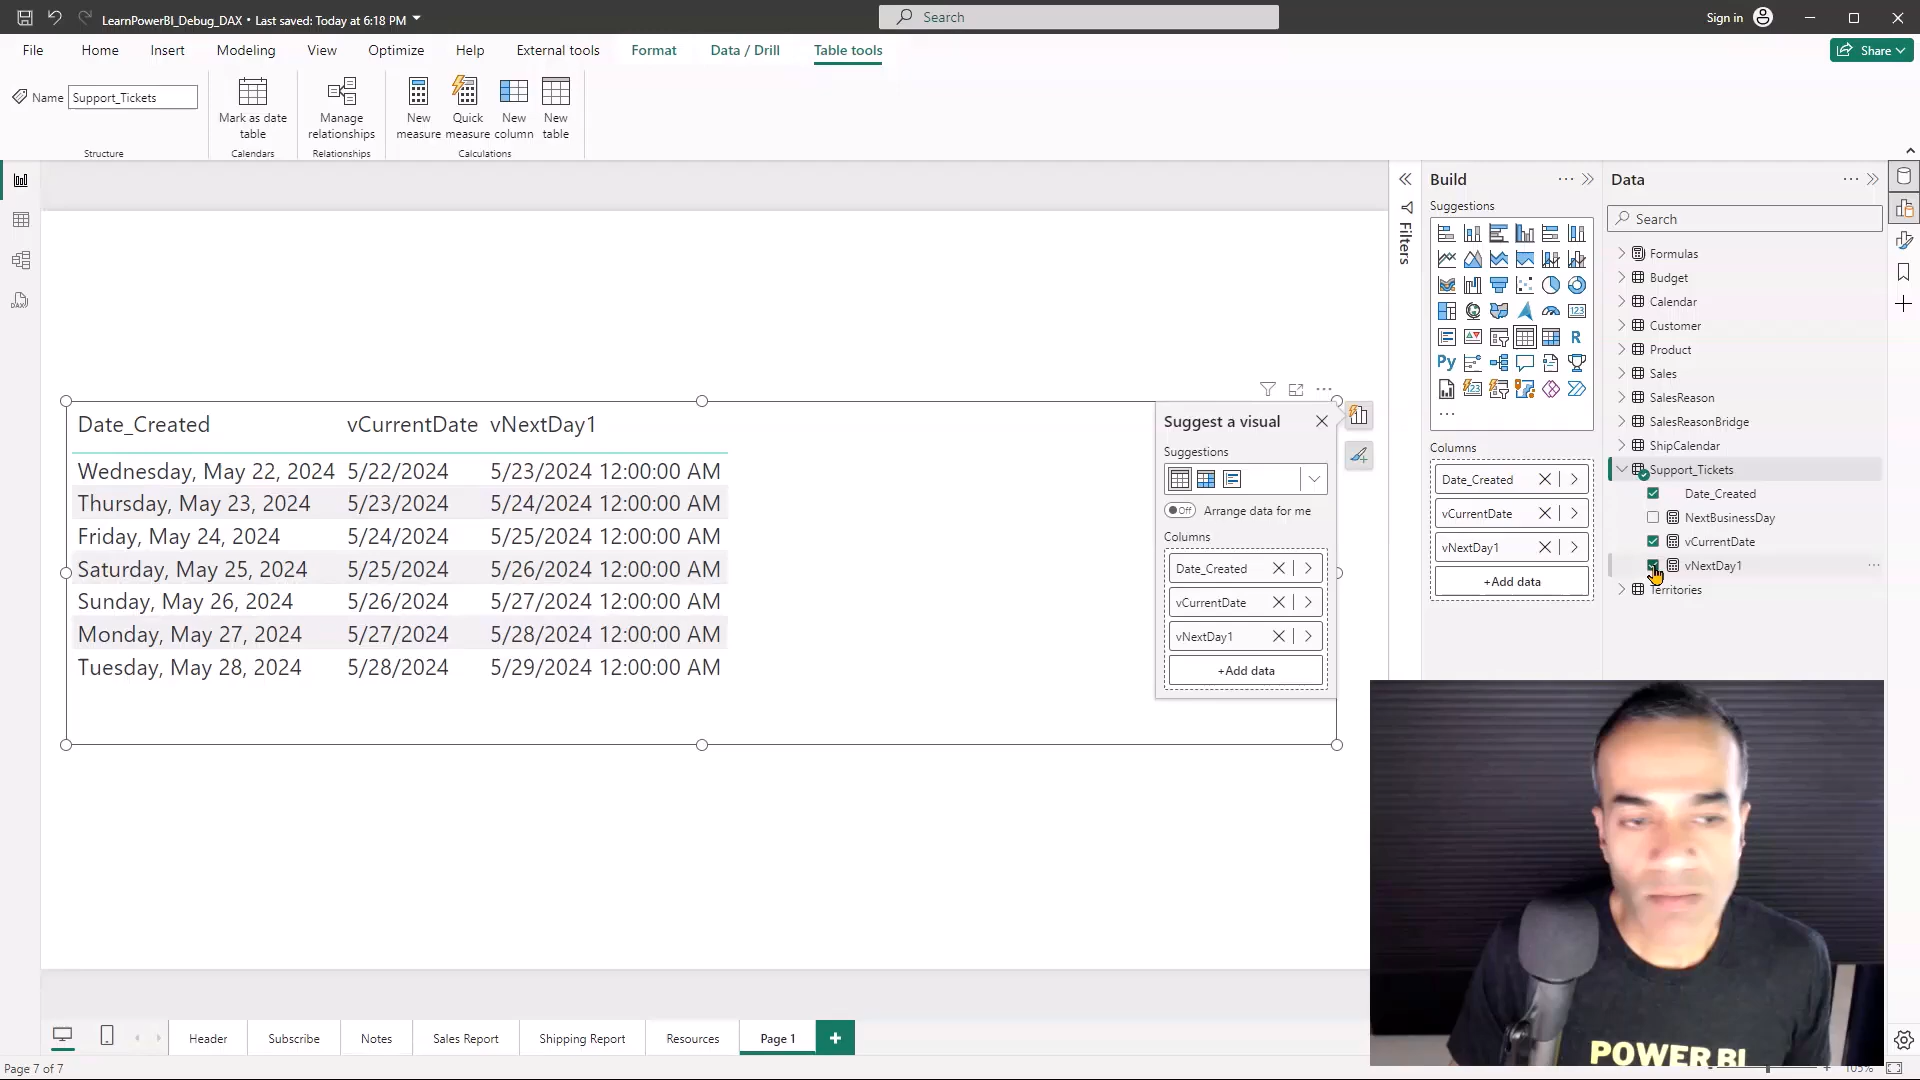 LearnPowerBI_Debug_DAX • Last saved: Today at 6:18 PM
Search
Sign in
File Home Insert Modeling View Optimize Help External tools Format Data / Drill Table tools
Share
Name Support_Tickets
Mark as date table
Manage relationships
New measure
Quick measure
New column
New table
Structure Calendars Relationships Calculations
Date_Created vCurrentDate vNextDay1
Wednesday, May 22, 2024 5/22/2024 5/23/2024 12:00:00 AM
Thursday, May 23, 2024 5/23/2024 5/24/2024 12:00:00 AM
Friday, May 24, 2024 5/24/2024 5/25/2024 12:00:00 AM
Saturday, May 25, 2024 5/25/2024 5/26/2024 12:00:00 AM
Sunday, May 26, 2024 5/26/2024 5/27/2024 12:00:00 AM
Monday, May 27, 2024 5/27/2024 5/28/2024 12:00:00 AM
Tuesday, May 28, 2024 5/28/2024 5/29/2024 12:00:00 AM
Suggest a visual
Suggestions
Off Arrange data for me
Columns
Date_Created
vCurrentDate
vNextDay1
+Add data
Filters
Build
Suggestions
123
R
Py
Columns
Date_Created
vCurrentDate
vNextDay1
+Add data
Data
Search
Formulas
Budget
Calendar
Customer
Product
Sales
SalesReason
SalesReasonBridge
ShipCalendar
Support_Tickets
Date_Created
NextBusinessDay
vCurrentDate
vNextDay1
Territories
DAX
POWER BI
Header Subscribe Notes Sales Report Shipping Report Resources Page 1
Page 7 of 7
105%